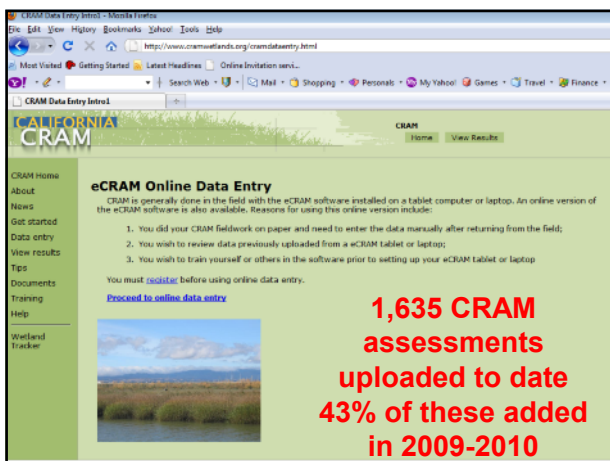 CRAM Data Entry Intro1 - Mozilla Firefox
File Edit View History Bookmarks Yahoo! Tools Help
http://www.cramwetlands.org/cramdataentry.html
Most Visited Getting Started Latest Headlines Online Invitation servi...
Search Web Mail Shopping Personals My Yahoo! Games Travel Finance
CRAM Data Entry Intro1
CALIFORNIA
CRAM
CRAM
Home View Results
CRAM Home
About
News
Get started
Data entry
View results
Tips
Documents
Training
Help
Wetland
Tracker
eCRAM Online Data Entry
CRAM is generally done in the field with the eCRAM software installed on a tablet computer or laptop. An online version of
the eCRAM software is also available. Reasons for using this online version include:
1. You did your CRAM fieldwork on paper and need to enter the data manually after returning from the field;
2. You wish to review data previously uploaded from a eCRAM tablet or laptop;
3. You wish to train yourself or others in the software prior to setting up your eCRAM tablet or laptop
You must register before using online data entry.
Proceed to online data entry
1,635 CRAM
assessments
uploaded to date
43% of these added
in 2009-2010